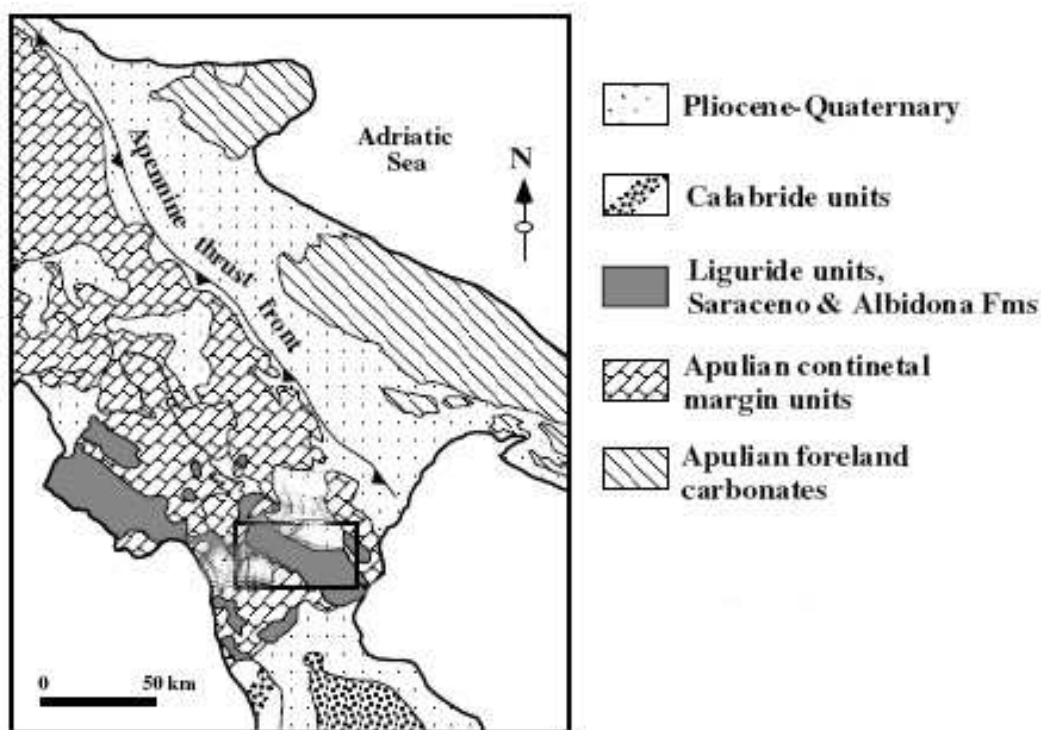 Adriatic
Sea
N
Apennine thrust front
0 50 km
Pliocene-Quaternary
Calabride units
Liguride units,
Saraceno & Albidona Fms
Apulian continetal
margin units
Apulian foreland
carbonates